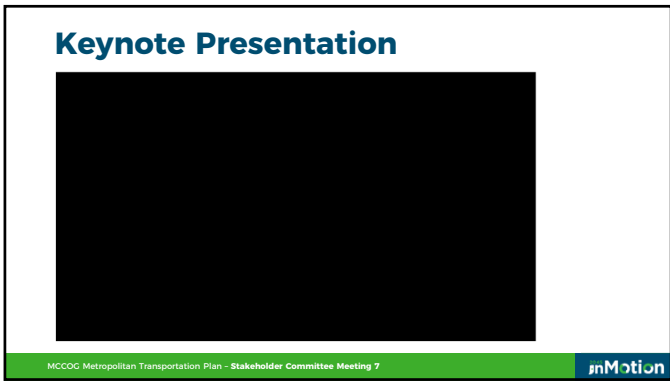 Keynote Presentation
MCCOG Metropolitan Transportation Plan - Stakeholder Committee Meeting 7
inMotion